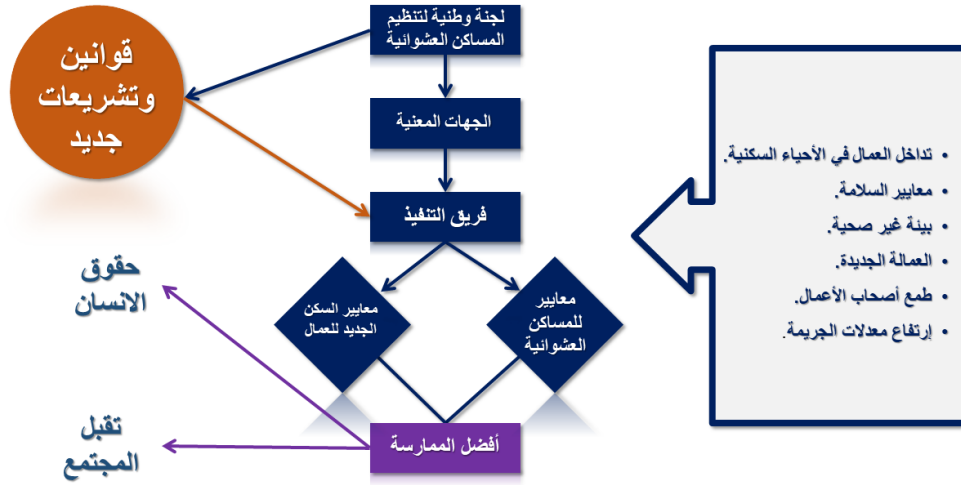 لجنة وطنية لتنظيم
المساكن العشوائية
قوانين
وتشريعات
جديد
الجهات المعنية
فريق التنفيذ
معايير
للمساكن
العشوائية
معايير السكن
الجديد للعمال
أفضل الممارسة
حقوق
الانسان
تقبل
المجتمع
• تداخل العمال في الأحياء السكنية.
• معايير السلامة.
• بيئة غير صحية.
• العمالة الجديدة.
• طمع أصحاب الأعمال.
• إرتفاع معدلات الجريمة.